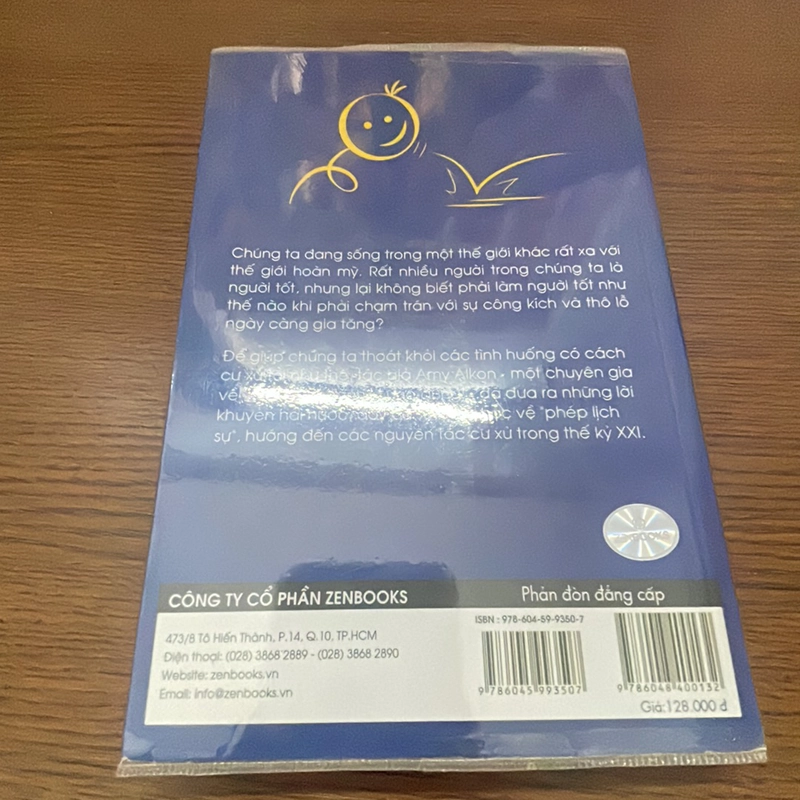 Chúng ta đang sống trong một thế giới khác rất xa với
thế giới hoàn mỹ. Rất nhiều người trong chúng ta là
người tốt, nhưng lại không biết phải làm người tốt như
thế nào khi phải chạm trán với sự công kích và thô lỗ
ngày càng gia tăng?
Để giúp chúng ta thoát khỏi các tình huống có cách
cư tác giả Amy Alkon - một chuyên gia
về đã đưa ra những lời
khuyên về "phép lịch
sự", hướng đến các nguyên tắc cư xử trong thế kỷ XXI.
CÔNG TY CỔ PHẦN ZENBOOKS
Phản đòn đẳng cấp
473/8 Tô Hiến Thành, P.14, Q.10, TP.HCM
Điện thoại: (028) 3868 2889 - (028) 3868 2890
Website: zenbooks.vn
Email: info@zenbooks.vn
ISBN : 978-604-59-9350-7
9 786045 993507
9 786048 400132
Giá:128.000 đ